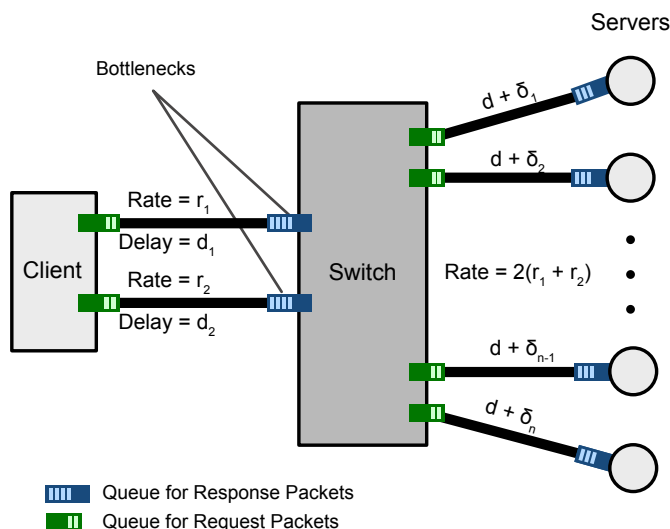 Servers
Bottlenecks
d + δ₁
d + δ₂
Rate = r₁
Delay = d₁
Client
Rate = r₂
Delay = d₂
Switch
Rate = 2(r₁ + r₂)
d + δₙ₋₁
d + δₙ
Queue for Response Packets
Queue for Request Packets